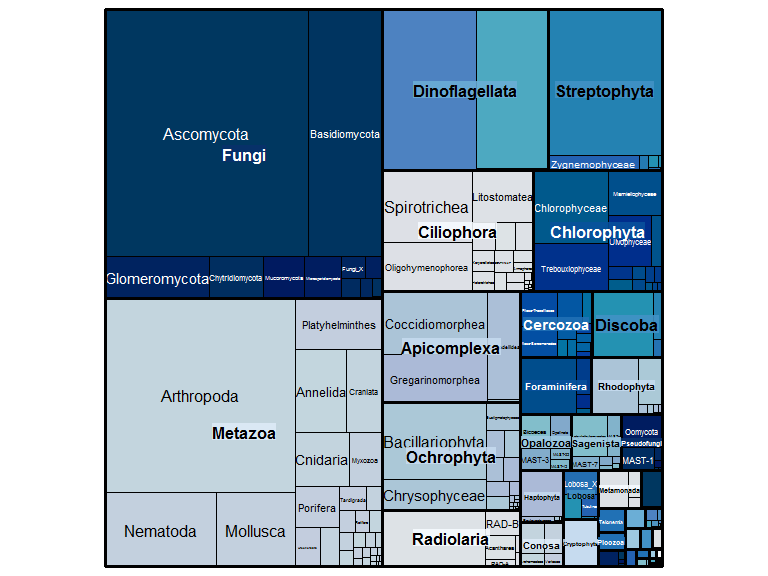 Ascomycota
Basidiomycota
Fungi
Glomeromycota
Chytridiomycota
Mucoromycota
Fungi_X
Dinoflagellata
Streptophyta
Zygnemophyceae
Spirotrichea
Litostomatea
Ciliophora
Oligohymenophorea
Chlorophyceae
Mamiellophyceae
Chlorophyta
Ulvophyceae
Trebouxiophyceae
Platyhelminthes
Arthropoda
Annelida
Craniata
Metazoa
Cnidaria
Myxozoa
Porifera
Tardigrada
Nematoda
Mollusca
Coccidiomorphea
Apicomplexa
Gregarinomorphea
Cercozoa
Discoba
Foraminifera
Rhodophyta
Bacillariophyta
Ochrophyta
Chrysophyceae
Opalozoa
MAST-3
Sagenista
MAST-7
Oomycota
Pseudofungi
MAST-1
Haptophyta
Lobosa_X
"Lobosa"
Metamonada
Radiolaria
RAD-B
Acantharea
RAD-A
Conosa
Cryptophyta
Telonemia
Picozoa